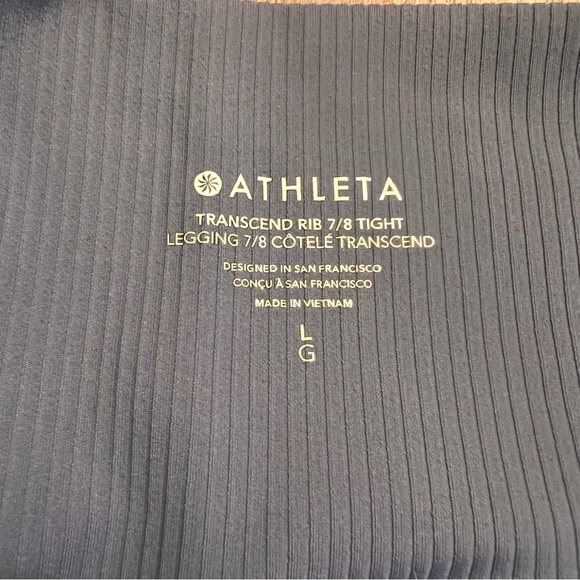 ATHLETA
TRANSCEND RIB 7/8 TIGHT
LEGGING 7/8 CÔTELÉ TRANSCEND
DESIGNED IN SAN FRANCISCO
CONÇU À SAN FRANCISCO
MADE IN VIETNAM
L
G